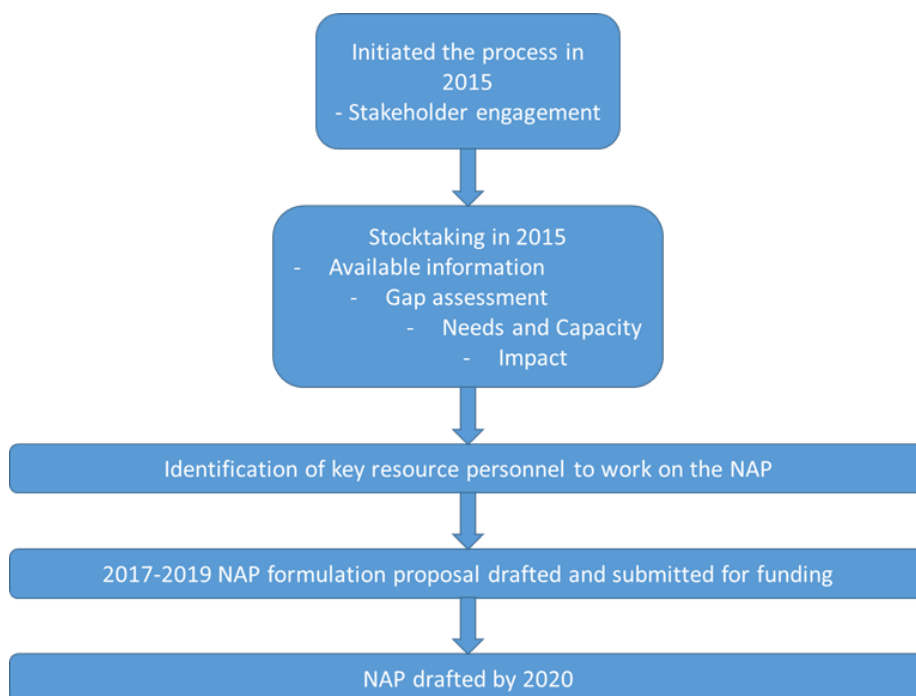 Initiated the process in
2015
- Stakeholder engagement
Stocktaking in 2015
- Available information
- Gap assessment
- Needs and Capacity
- Impact
Identification of key resource personnel to work on the NAP
2017-2019 NAP formulation proposal drafted and submitted for funding
NAP drafted by 2020